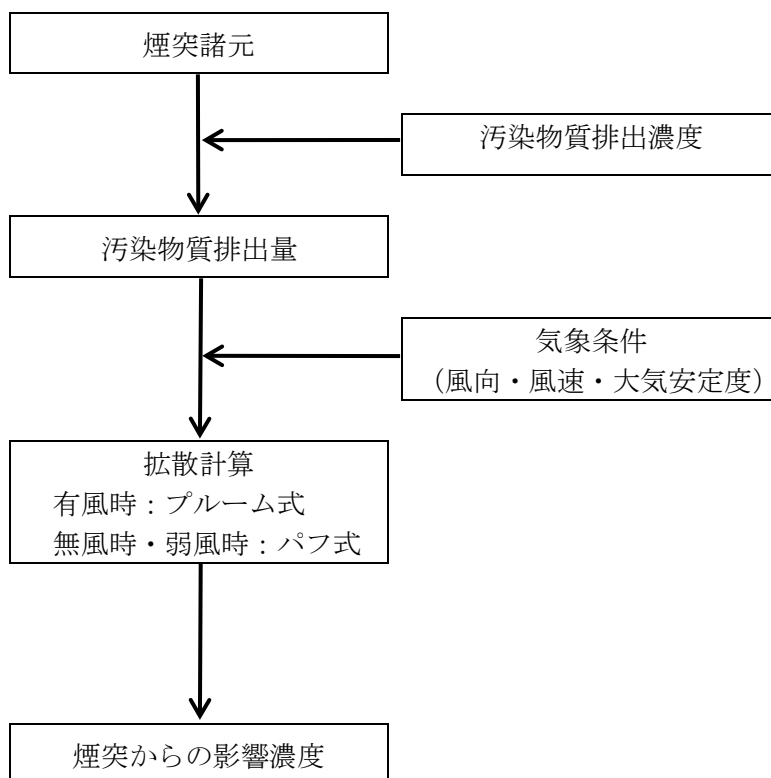 煙突諸元
汚染物質排出濃度
汚染物質排出量
気象条件
（風向・風速・大気安定度）
拡散計算
有風時：プルーム式
無風時・弱風時：パフ式
煙突からの影響濃度